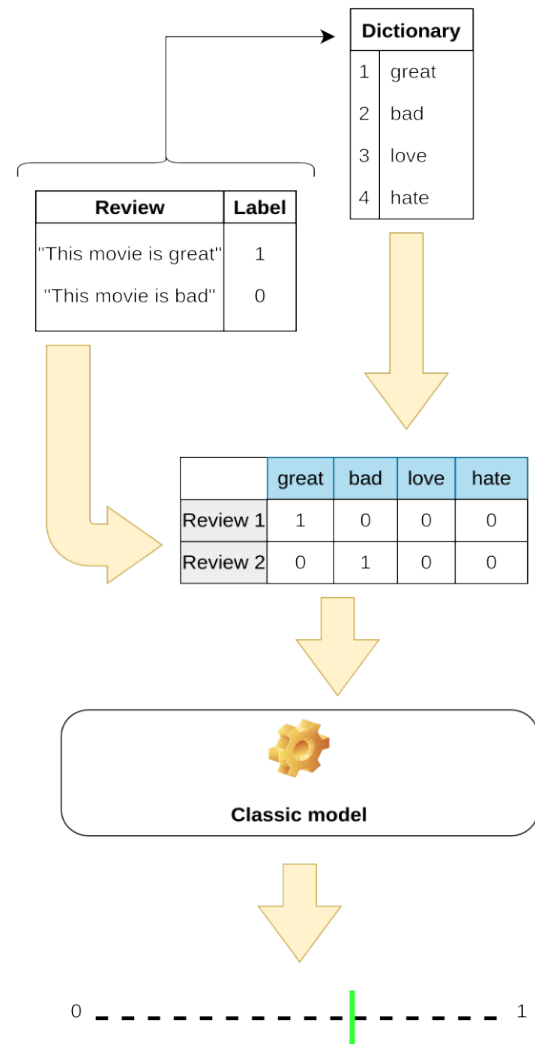 Dictionary
1 great
2 bad
3 love
4 hate
Review Label
"This movie is great" 1
"This movie is bad" 0
great bad love hate
Review 1 1 0 0 0
Review 2 0 1 0 0
Classic model
0 1